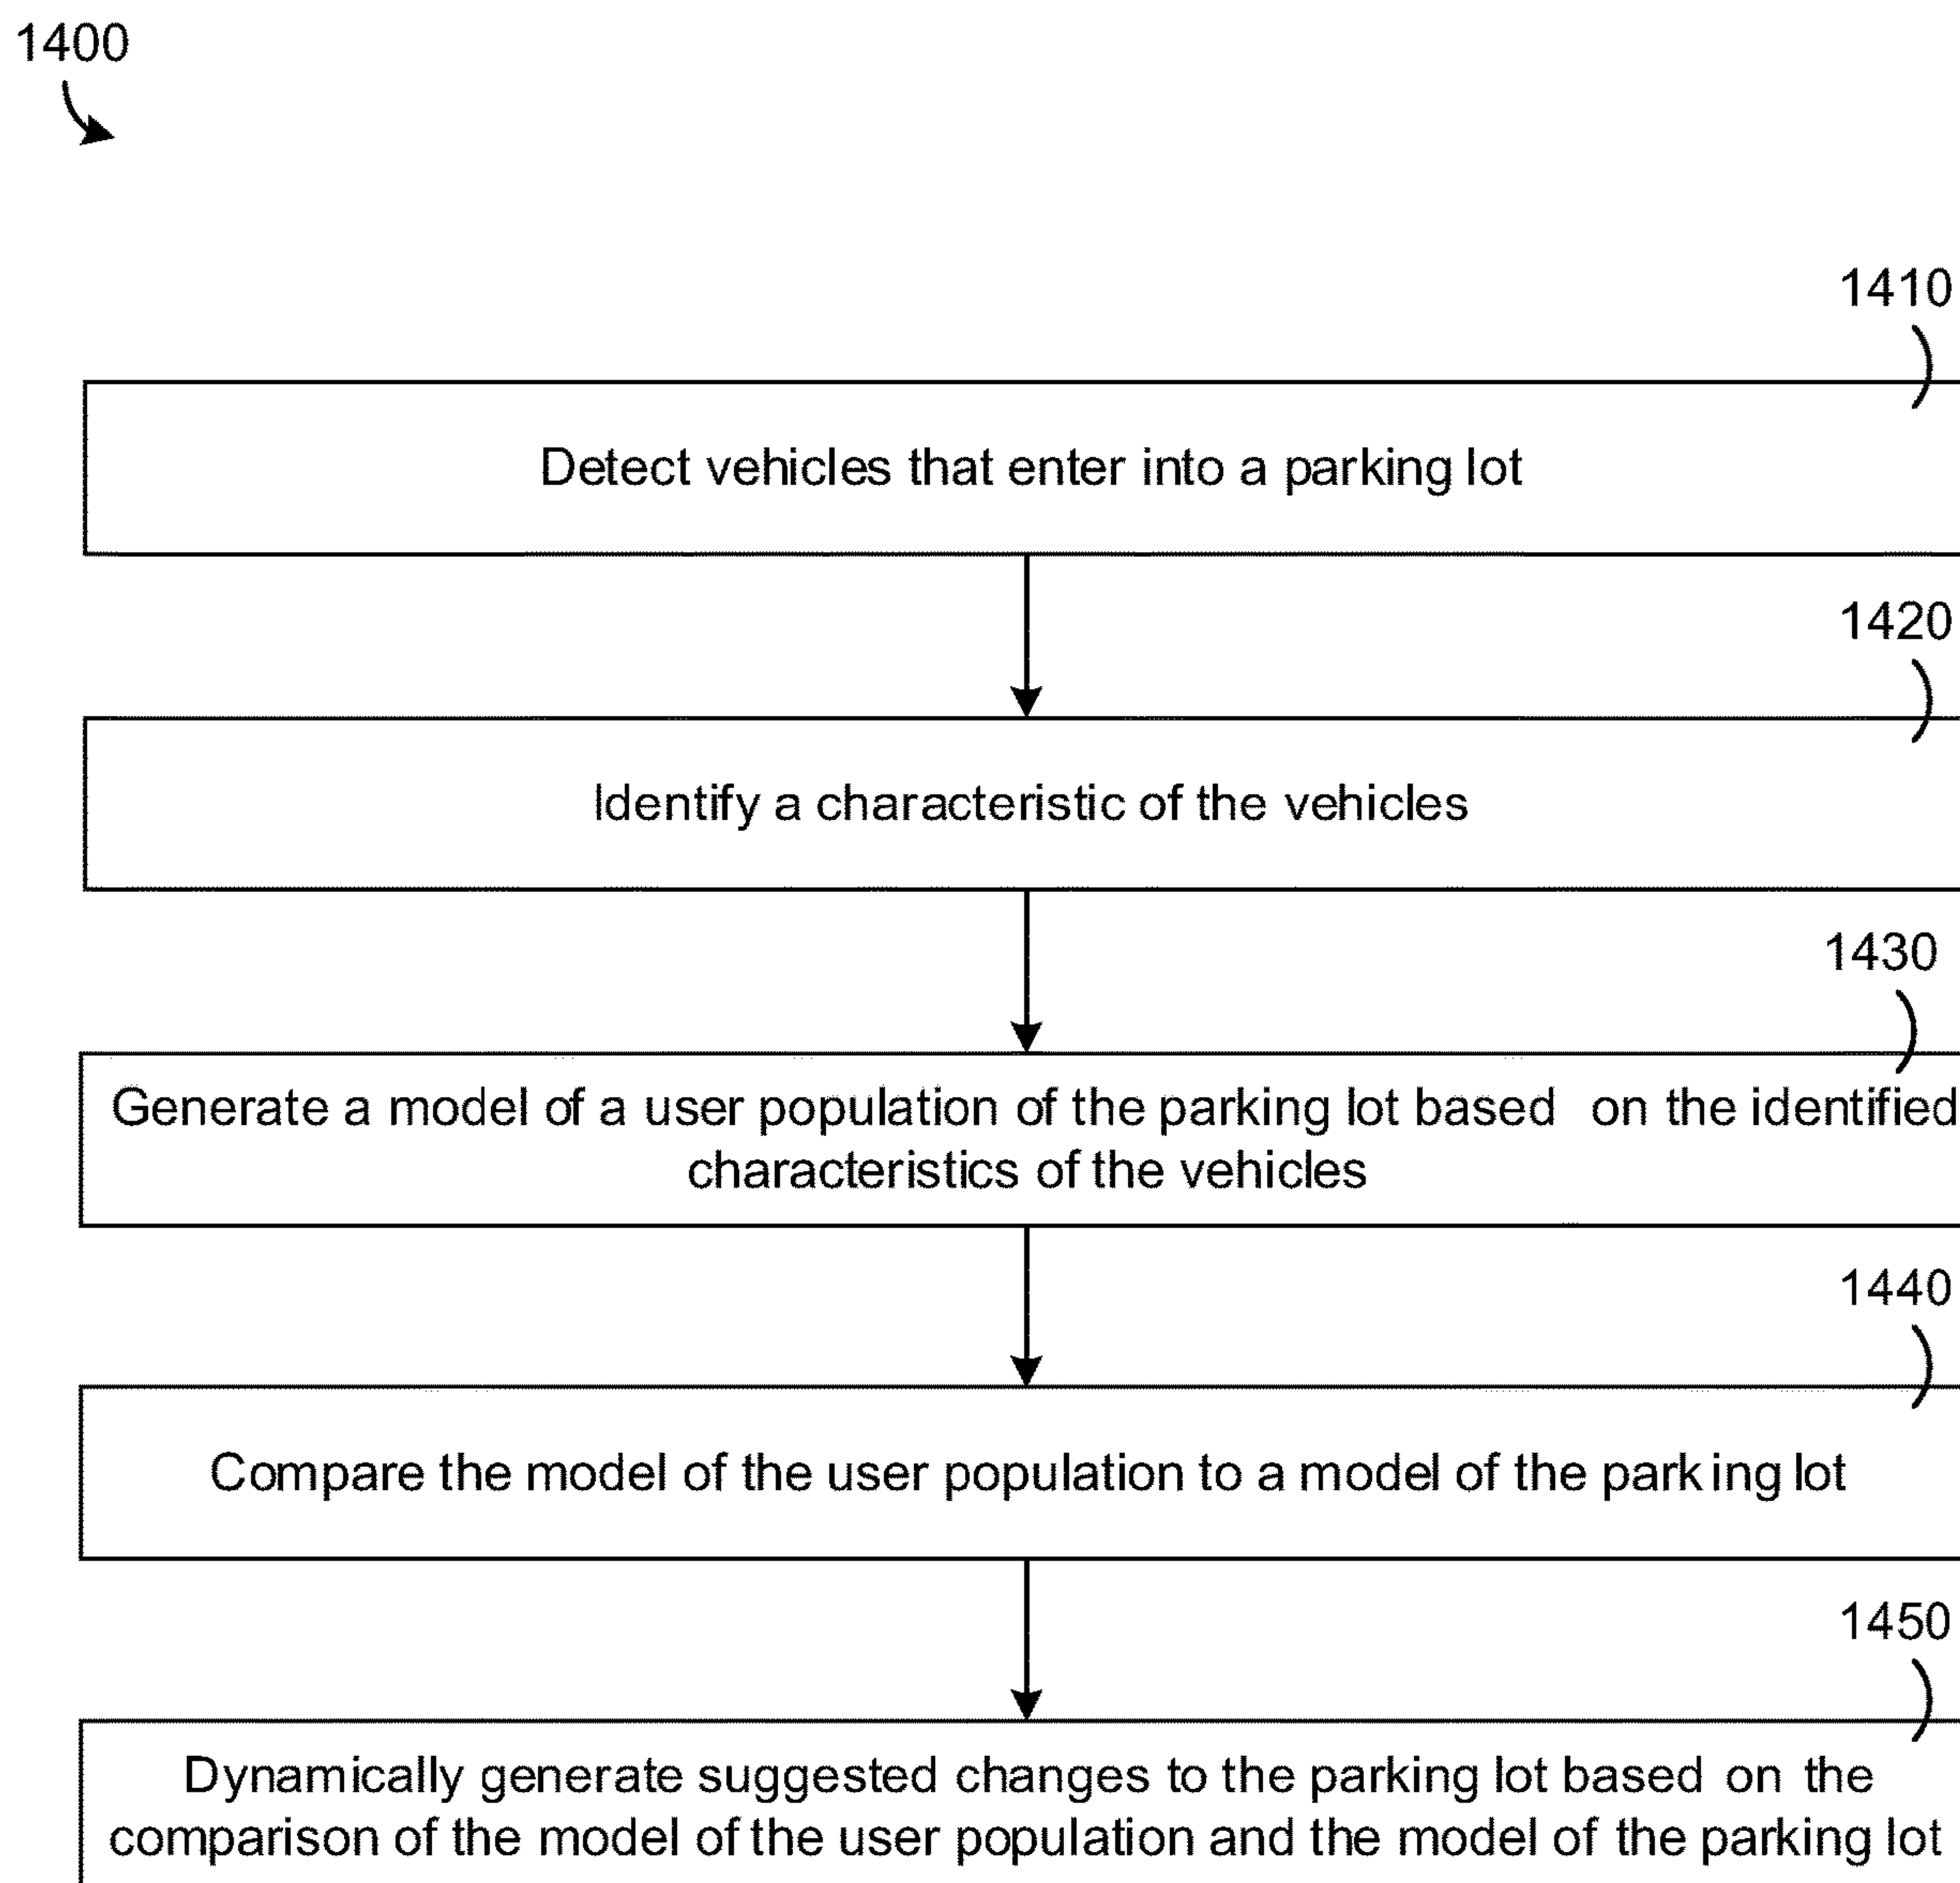 1400
1410
Detect vehicles that enter into a parking lot
1420
Identify a characteristic of the vehicles
1430
Generate a model of a user population of the parking lot based on the identified
characteristics of the vehicles
1440
Compare the model of the user population to a model of the parking lot
1450
Dynamically generate suggested changes to the parking lot based on the
comparison of the model of the user population and the model of the parking lot